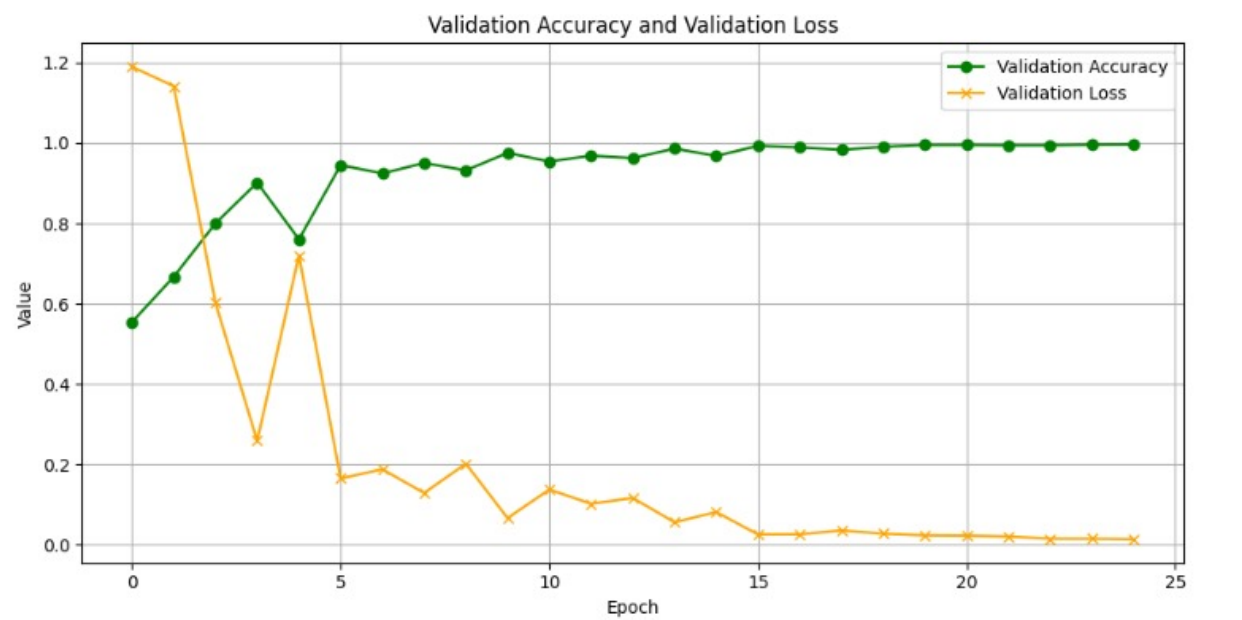 Validation Accuracy and Validation Loss
Validation Accuracy
Validation Loss
1.2
1.0
0.8
0.6
0.4
0.2
0.0
Value
0 5 10 15 20 25
Epoch